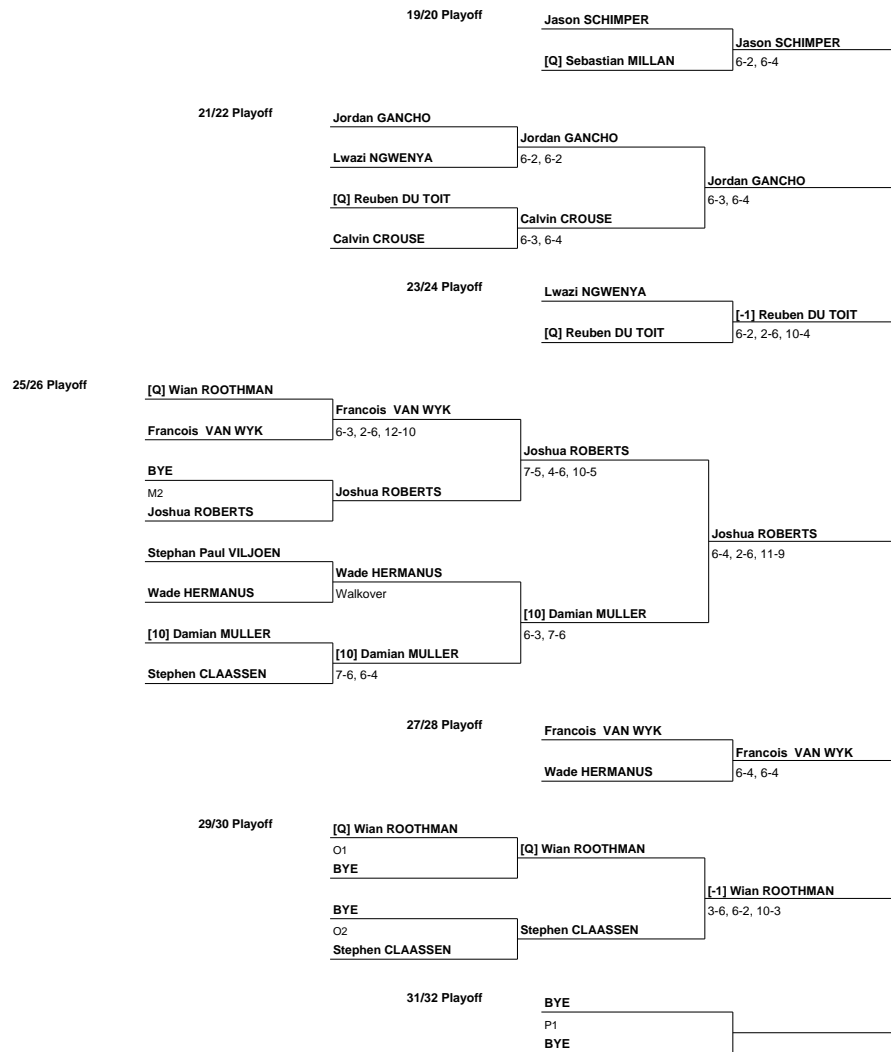 19/20 Playoff
Jason SCHIMPER
Jason SCHIMPER
[Q] Sebastian MILLAN
6-2, 6-4
21/22 Playoff
Jordan GANCHO
Jordan GANCHO
Lwazi NGWENYA
6-2, 6-2
Jordan GANCHO
[Q] Reuben DU TOIT
6-3, 6-4
Calvin CROUSE
Calvin CROUSE
6-3, 6-4
23/24 Playoff
Lwazi NGWENYA
[-1] Reuben DU TOIT
[Q] Reuben DU TOIT
6-2, 2-6, 10-4
25/26 Playoff
[Q] Wian ROOTHMAN
Francois VAN WYK
Francois VAN WYK
6-3, 2-6, 12-10
Joshua ROBERTS
BYE
7-5, 4-6, 10-5
M2
Joshua ROBERTS
Joshua ROBERTS
Joshua ROBERTS
Stephan Paul VILJOEN
6-4, 2-6, 11-9
Wade HERMANUS
Wade HERMANUS
Walkover
[10] Damian MULLER
[10] Damian MULLER
6-3, 7-6
[10] Damian MULLER
Stephen CLAASSEN
7-6, 6-4
27/28 Playoff
Francois VAN WYK
Francois VAN WYK
Wade HERMANUS
6-4, 6-4
29/30 Playoff
[Q] Wian ROOTHMAN
O1
[Q] Wian ROOTHMAN
BYE
[-1] Wian ROOTHMAN
BYE
3-6, 6-2, 10-3
O2
Stephen CLAASSEN
Stephen CLAASSEN
31/32 Playoff
BYE
P1
BYE